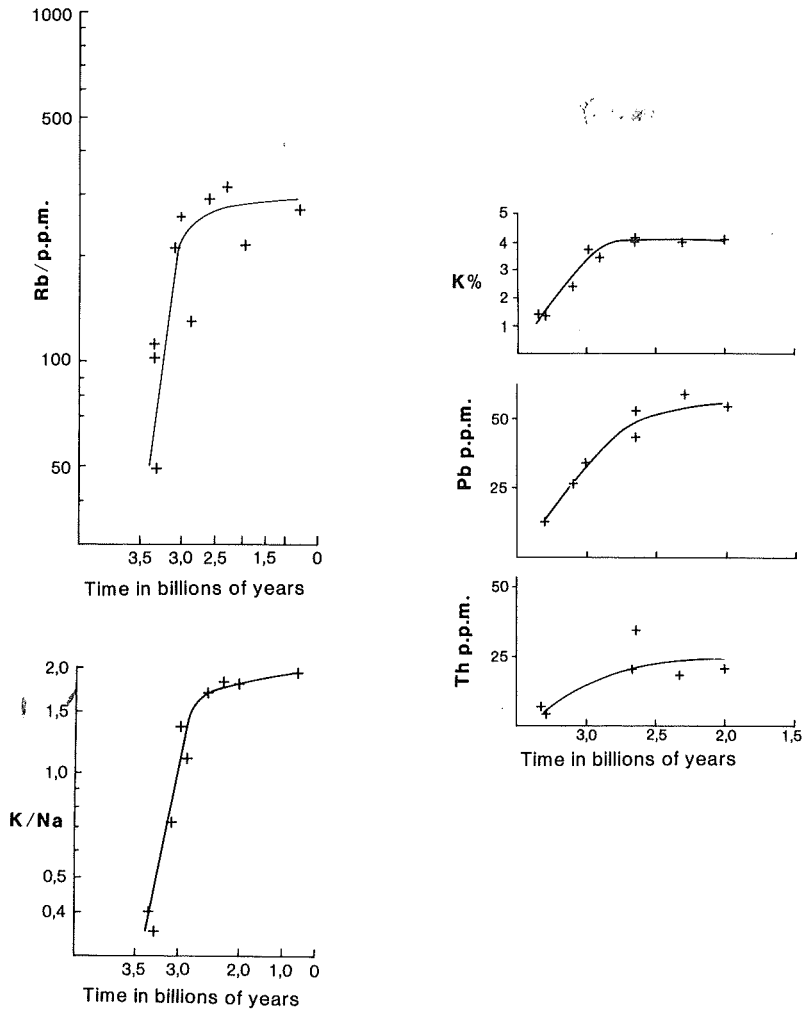 1000
500
Rb/p.p.m.
100
50
3,5 3,0 2,5 1,5 0
Time in billions of years
2,0
1,5
1,0
K/Na
0,5
0,4
3,5 3,0 2,0 1,0 0
Time in billions of years
5
4
K%
3
2
1
50
Pb p.p.m.
25
50
Th p.p.m.
25
3,0 2,5 2,0 1,5
Time in billions of years